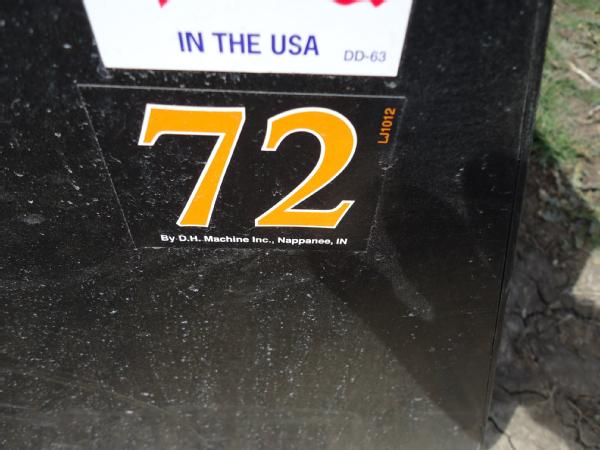 IN THE USA
DD-63
72
LJ1012
By D.H. Machine Inc., Nappanee, IN